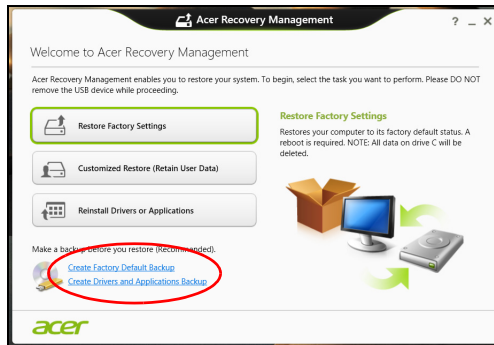 Acer Recovery Management
? _ X
Welcome to Acer Recovery Management
Acer Recovery Management enables you to restore your system. To begin, select the task you want to perform. Please DO NOT
remove the USB device while proceeding.
Restore Factory Settings
Customized Restore (Retain User Data)
Reinstall Drivers or Applications
Restore Factory Settings
Restores your computer to its factory default status. A
reboot is required. NOTE: All data on drive C will be
deleted.
Make a backup before you restore (Recommended).
Create Factory Default Backup
Create Drivers and Applications Backup
acer